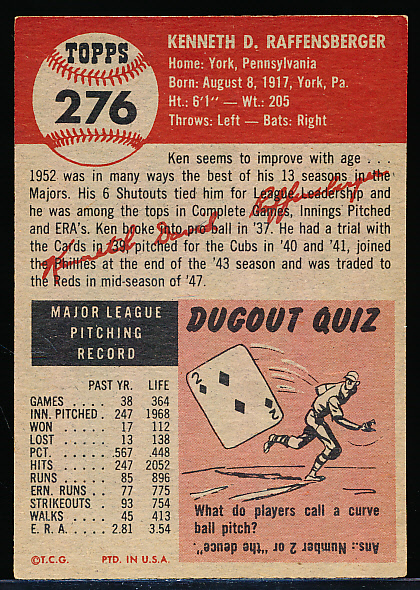 TOPPS
276
KENNETH D. RAFFENSBERGER
Home: York, Pennsylvania
Born: August 8, 1917, York, Pa.
Ht.: 6'1" — Wt.: 205
Throws: Left — Bats: Right
Ken seems to improve with age . . .
1952 was in many ways the best of his 13 seasons in the
Majors. His 6 Shutouts tied him for League Leadership and
he was among the tops in Complete Games, Innings Pitched
and ERA's. Ken broke into pro ball in '37. He had a trial
with the Cards in '39, pitched for the Cubs in '40 and '41, joined
the Phillies at the end of the '43 season and was traded to
the Reds in mid-season of '47.
Kenneth David Raffensberger
MAJOR LEAGUE
PITCHING
RECORD
PAST YR. LIFE
GAMES . . . . . 38 364
INN. PITCHED . 247 1968
WON . . . . . 17 112
LOST . . . . . 13 138
PCT. . . . . . .567 .448
HITS . . . . . 247 2052
RUNS . . . . . 85 896
ERN. RUNS . . 77 775
STRIKEOUTS . . 93 754
WALKS . . . . 45 413
E. R. A. . . . . 2.81 3.54
©T.C.G. PTD. IN U.S.A.
DUGOUT QUIZ
2
2
What do players call a curve
ball pitch?
Ans.: Number 2 or "the deuce".